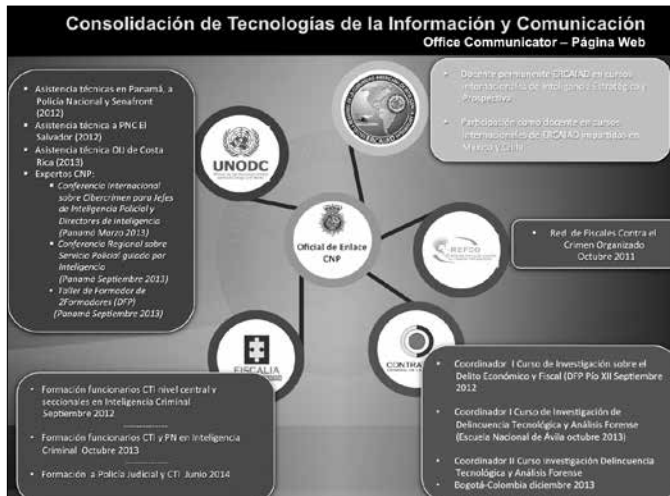 Consolidación de Tecnologías de la Información y Comunicación
Office Communicator – Página Web
• Asistencia técnicas en Panamá, a
Policía Nacional y Senafront
(2012)
• Asistencia técnica a PNC El
Salvador (2012)
• Asistencia técnica OIJ de Costa
Rica (2013)
• Expertos CNP:
• Conferencia Internacional
sobre Cibercrimen para Jefes
de Inteligencia Policial y
Directores de Inteligencia
(Panamá Marzo 2013)
• Conferencia Regional sobre
Servicio Policial guiado por
Inteligencia
(Panamá Septiembre 2013)
• Taller de Formador de
2Formadores (DFP)
(Panamá Septiembre 2013)
UNODC
• Docente permanente ERCAIAD en cursos
internacionales de Inteligencia Estratégica y
Prospectiva
• Participación como docente en cursos
Internacionales de ERCAIAD impartidos en
México y Chile
Oficial de Enlace
CNP
REFCO
• Red de Fiscales Contra el
Crimen Organizado
Octubre 2011
FISCALIA
CONTRA
• Formación funcionarios CTI nivel central y
seccionales en Inteligencia Criminal
Septiembre 2012
• Formación funcionarios CTI y PN en Inteligencia
Criminal Octubre 2013
• Formación a Policía Judicial y CTI Junio 2014
• Coordinador I Curso de Investigación sobre el
Delito Económico y Fiscal (DFP Pío XII Septiembre
2012
• Coordinador I Curso de Investigación de
Delincuencia Tecnológica y Análisis Forense
(Escuela Nacional de Ávila octubre 2013)
• Coordinador II Curso Investigación Delincuencia
Tecnológica y Análisis Forense
• Bogotá-Colombia diciembre 2013